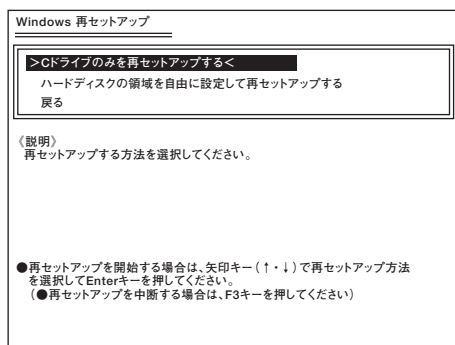 Windows 再セットアップ
>Cドライブのみを再セットアップする<
ハードディスクの領域を自由に設定して再セットアップする
戻る
《説明》
再セットアップする方法を選択してください。
●再セットアップを開始する場合は、矢印キー(↑・↓)で再セットアップ方法
を選択してEnterキーを押してください。
(●再セットアップを中断する場合は、F3キーを押してください)